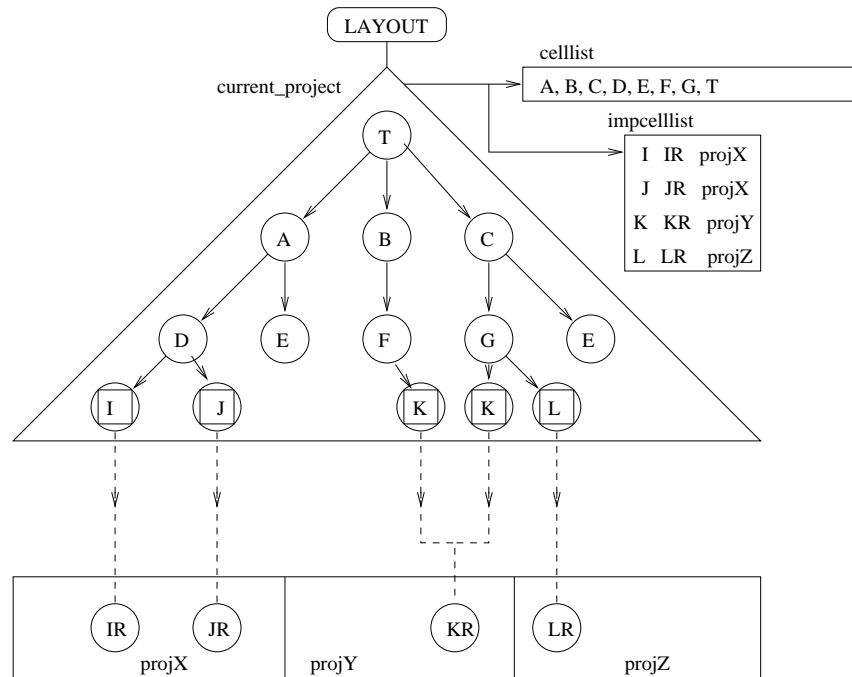 LAYOUT
celllist
current_project
A, B, C, D, E, F, G, T
impcelllist
T
I IR projX
J JR projX
K KR projY
L LR projZ
A B C
D E F G E
I J K K L
IR JR KR LR
projX projY projZ